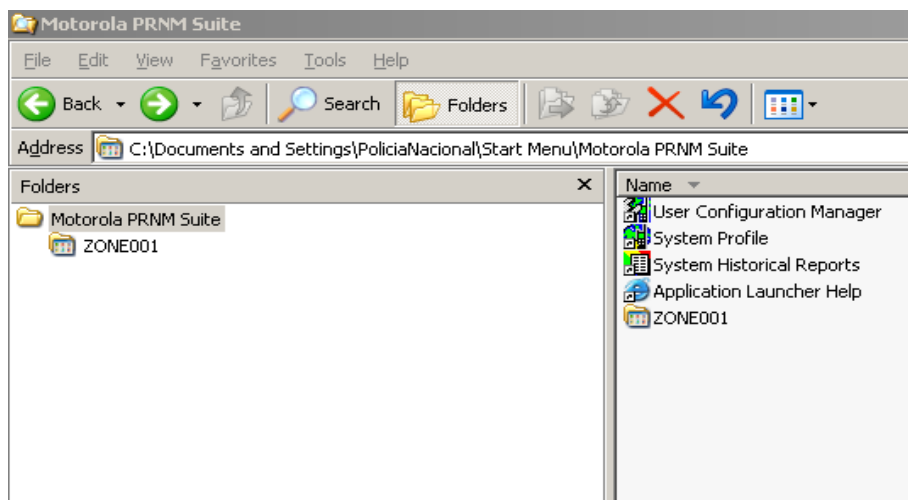 Motorola PRNM Suite
File Edit View Favorites Tools Help
Back Search Folders
Address C:\Documents and Settings\PoliciaNacional\Start Menu\Motorola PRNM Suite
Folders
Motorola PRNM Suite
ZONE001
Name
User Configuration Manager
System Profile
System Historical Reports
Application Launcher Help
ZONE001